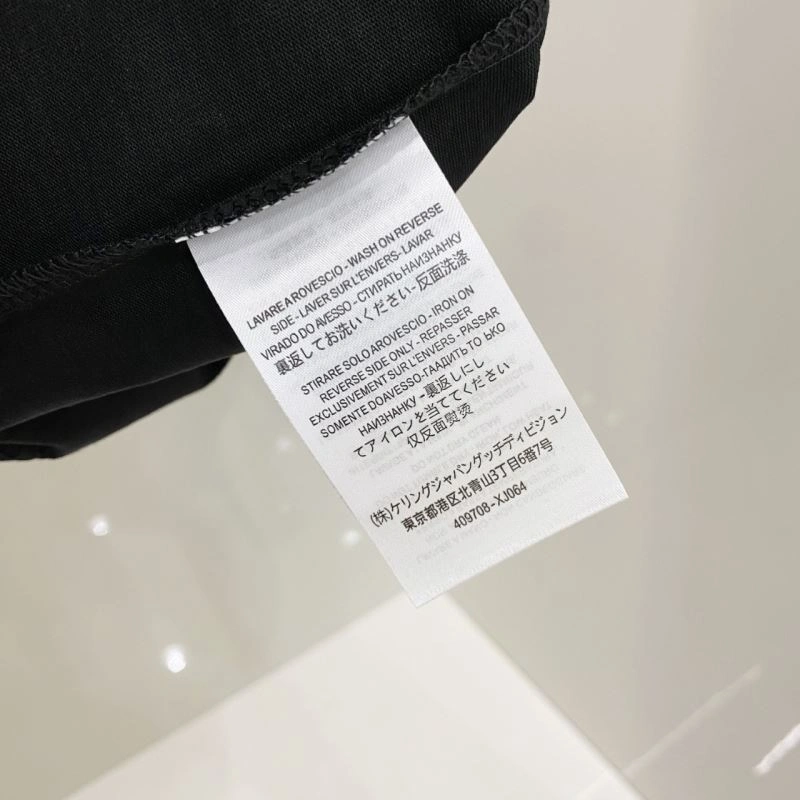 LAVARE AROVESCIO - WASH ON REVERSE
SIDE - LAVER SUR L'ENVERS - LAVAR
VIRADO DO AVESSO - СТИРАТЬ НАИЗНАНКУ
裏返してお洗いください - 反面洗涤
STIRARE SOLO AROVESCIO - IRON ON
REVERSE SIDE ONLY - REPASSER
EXCLUSIVEMENT SUR L'ENVERS - PASSAR
SOMENTE DOAVESSO - ГААДИТЬ ТО ЬКО
НАИЗНАНКУ - 裏返しにし
てアイロンを当ててください
仅反面熨烫
(株)ケリングジャパングッチディビジョン
東京都港区北青山3丁目6番7号
409708-XJ064